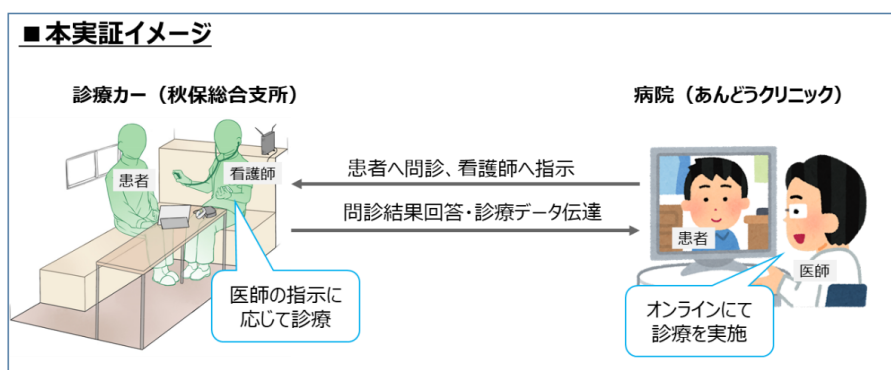 ■本実証イメージ
診療カー（秋保総合支所）
病院（あんどうクリニック）
患者
看護師
患者へ問診、看護師へ指示
問診結果回答・診療データ伝達
患者
医師
医師の指示に
応じて診療
オンラインにて
診療を実施